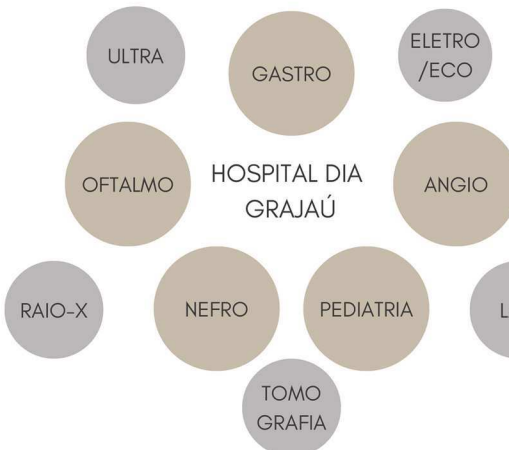 ULTRA
GASTRO
ELETRO
/ECO
OFTALMO
HOSPITAL DIA
GRAJAÚ
ANGIO
RAIO-X
NEFRO
PEDIATRIA
TOMO
GRAFIA